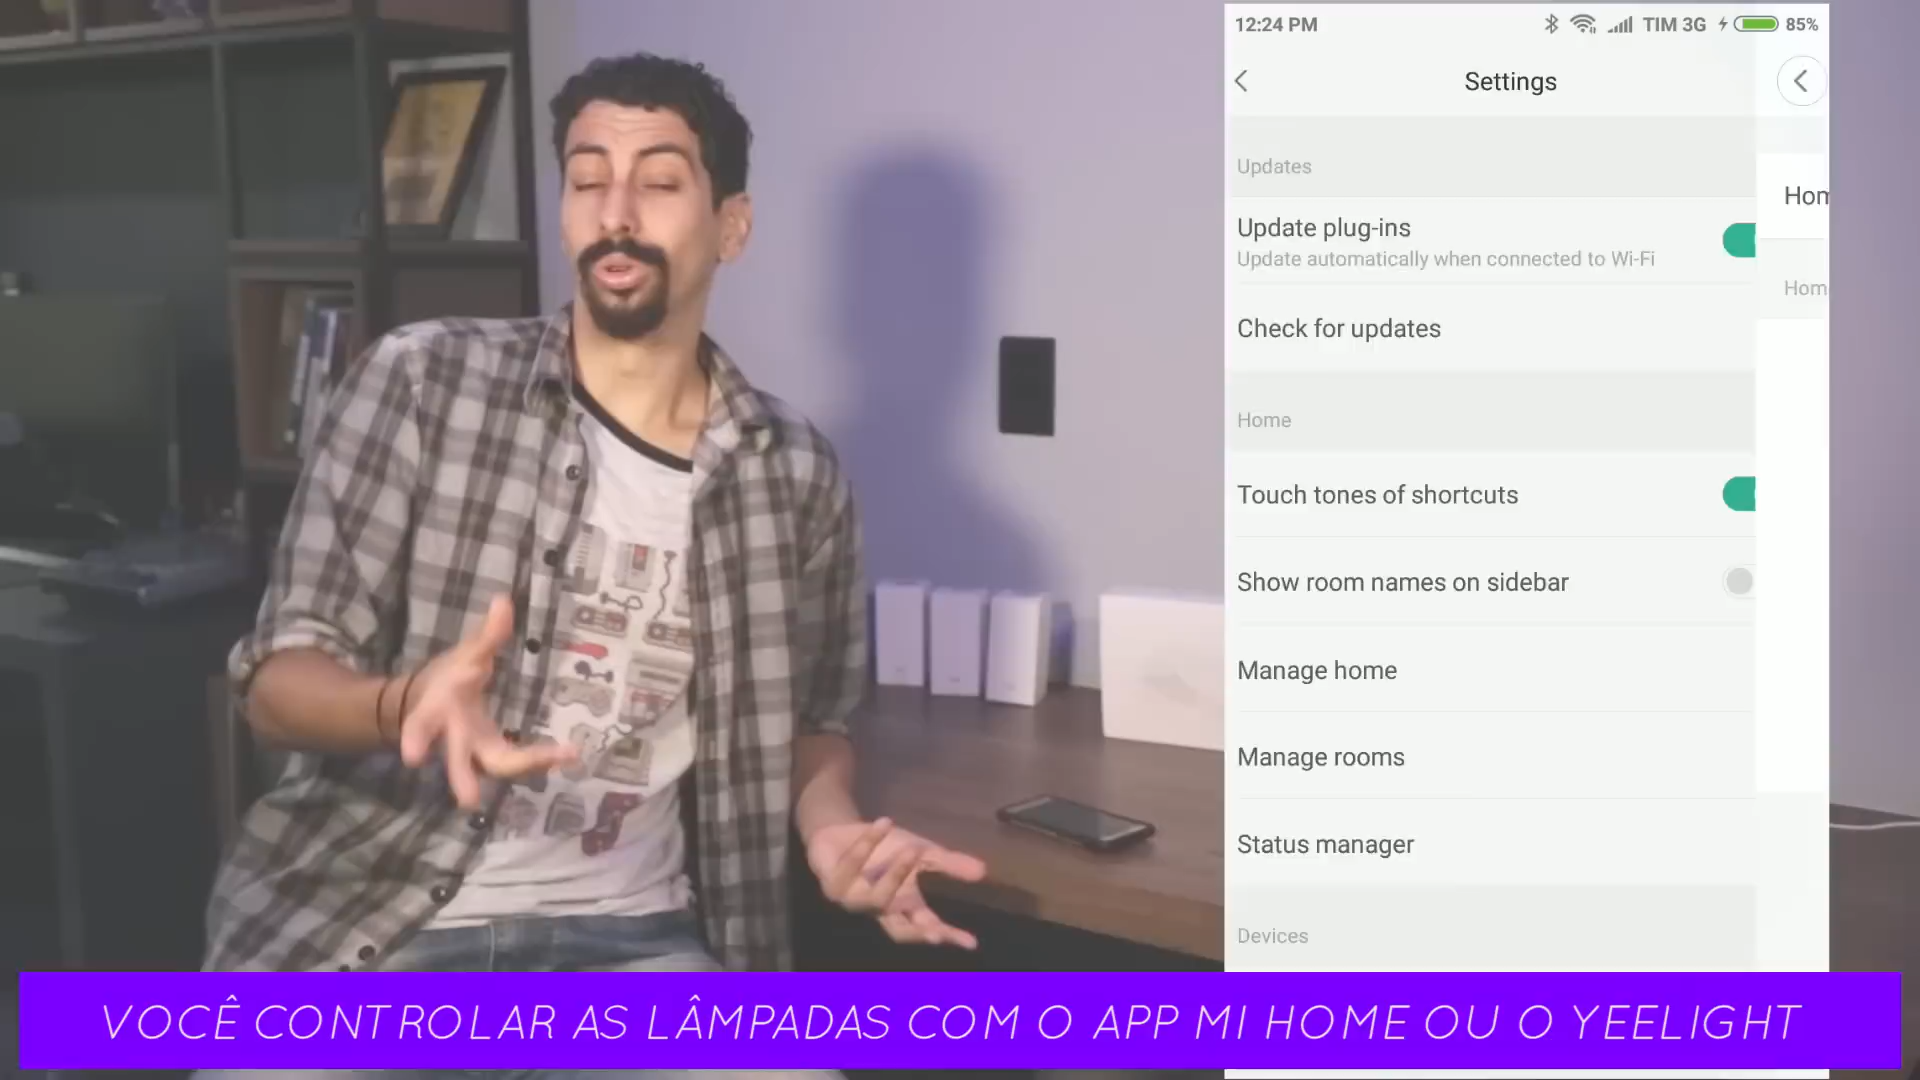 12:24 PM
TIM 3G
85%
Settings
Updates
Update plug-ins
Update automatically when connected to Wi-Fi
Check for updates
Home
Touch tones of shortcuts
Show room names on sidebar
Manage home
Manage rooms
Status manager
Devices
Hom
Hom
VOCÊ CONTROLAR AS LÂMPADAS COM O APP MI HOME OU O YEELIGHT